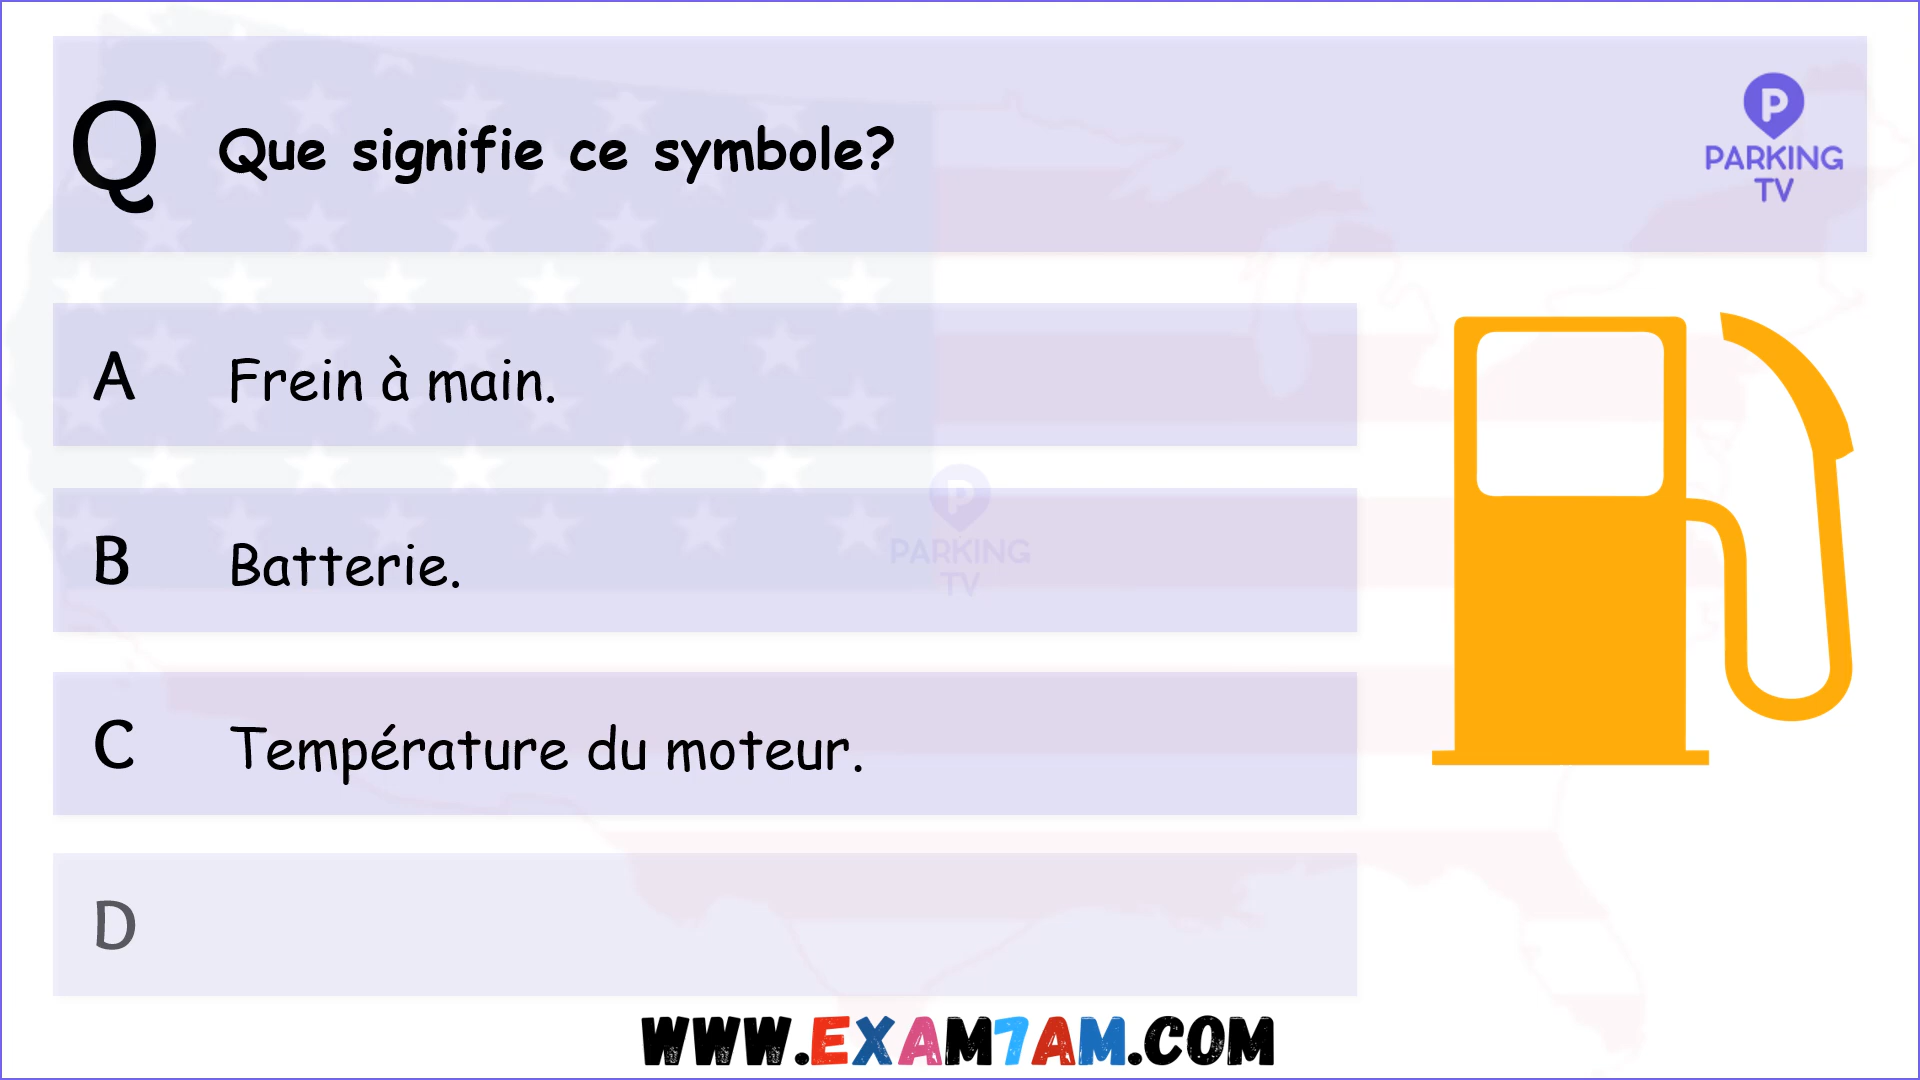 Q Que signifie ce symbole?
P
PARKING
TV
A Frein à main.
B Batterie.
P
PARKING
TV
C Température du moteur.
D
WWW.EXAM7AM.COM